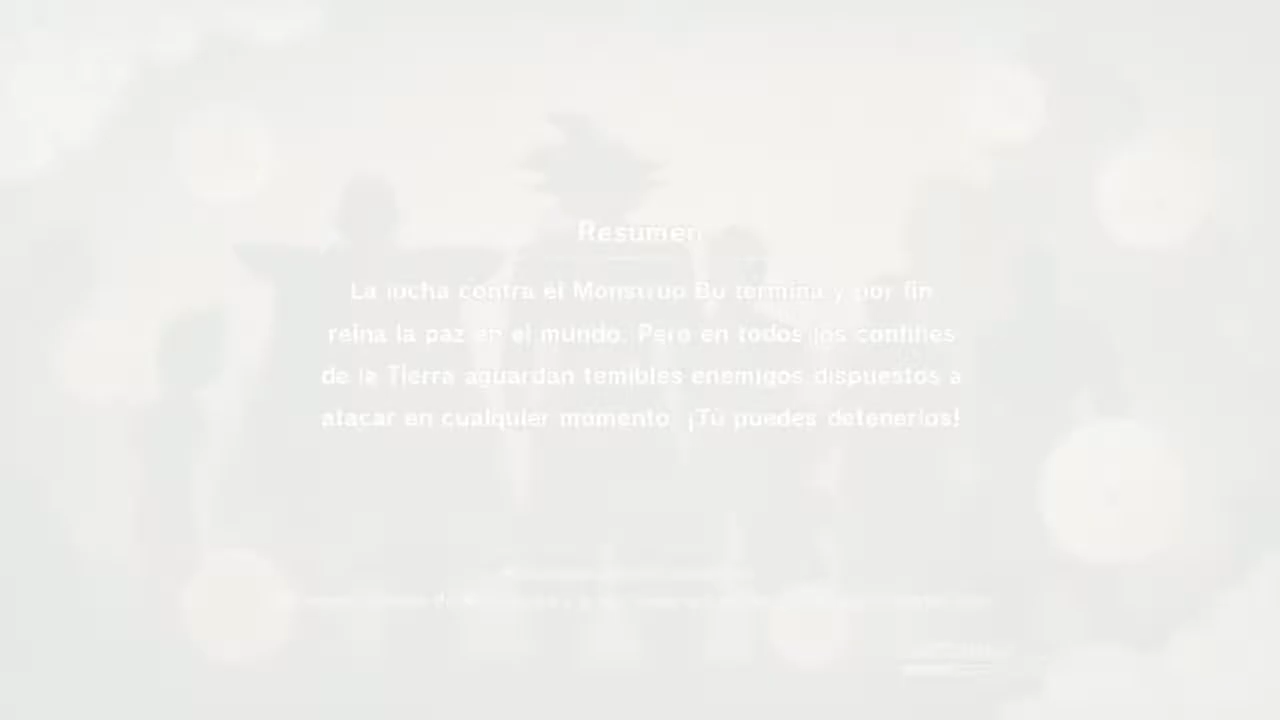 Resumen
La lucha contra el Monstruo Bu termina y por fin
reina la paz en el mundo. Pero en todos los confines
de la Tierra aguardan temibles enemigos dispuestos a
atacar en cualquier momento. ¡Tú puedes detenerlos!